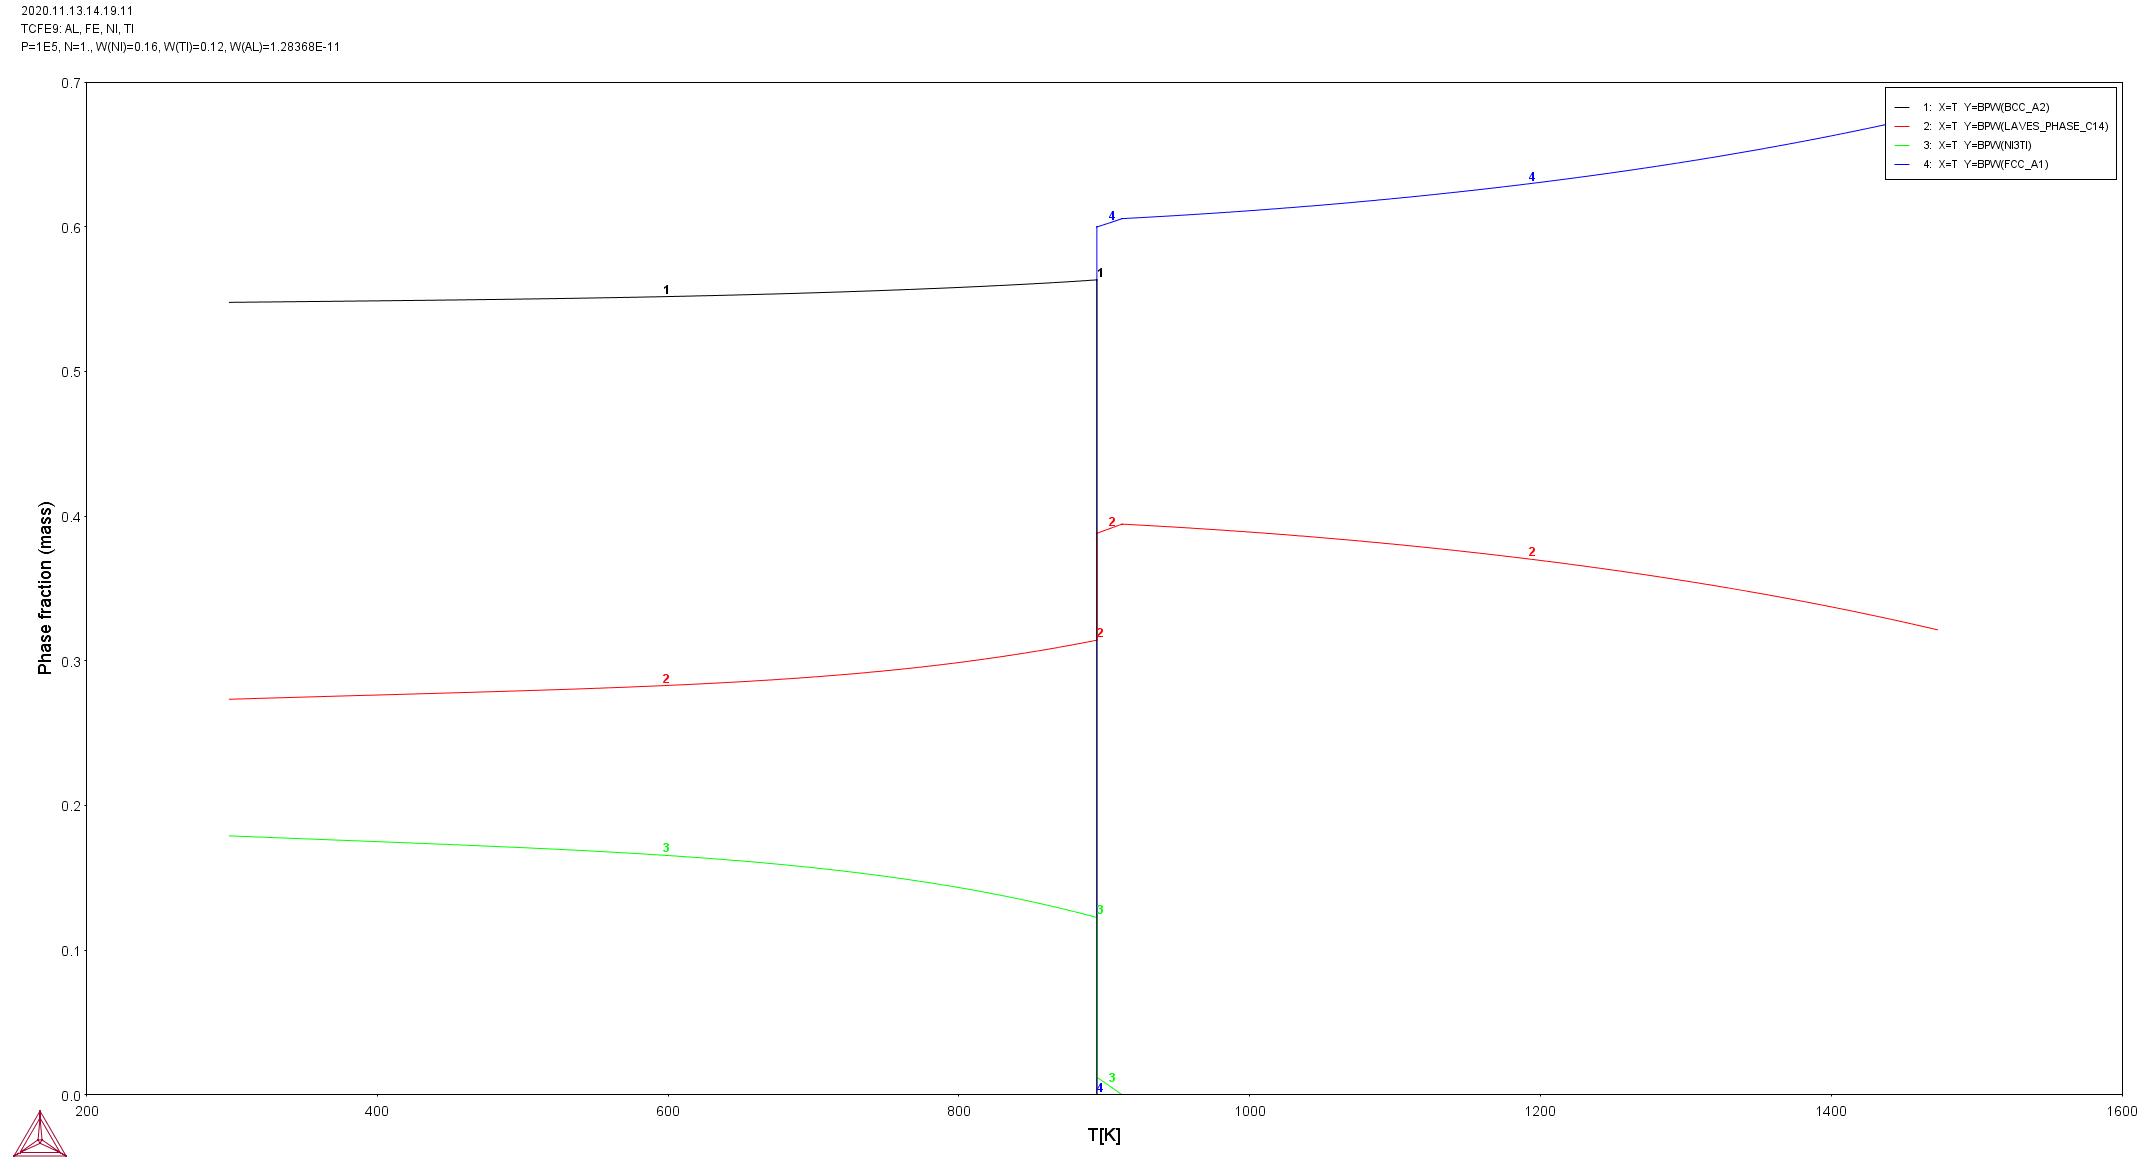 2020.11.13.14.19.11
TCFE9: AL, FE, NI, TI
P=1E5, N=1., W(NI)=0.16, W(TI)=0.12, W(AL)=1.28368E-11
0.7
1: X=T Y=BPW(BCC_A2)
2: X=T Y=BPW(LAVES_PHASE_C14)
3: X=T Y=BPW(NI3TI)
4: X=T Y=BPW(FCC_A1)
4
4
0.6
1
1
0.5
Phase fraction (mass)
0.4
2
2
2
0.3
2
0.2
3
3
0.1
3
4
0.0
200 400 600 800 1000 1200 1400 1600
T[K]